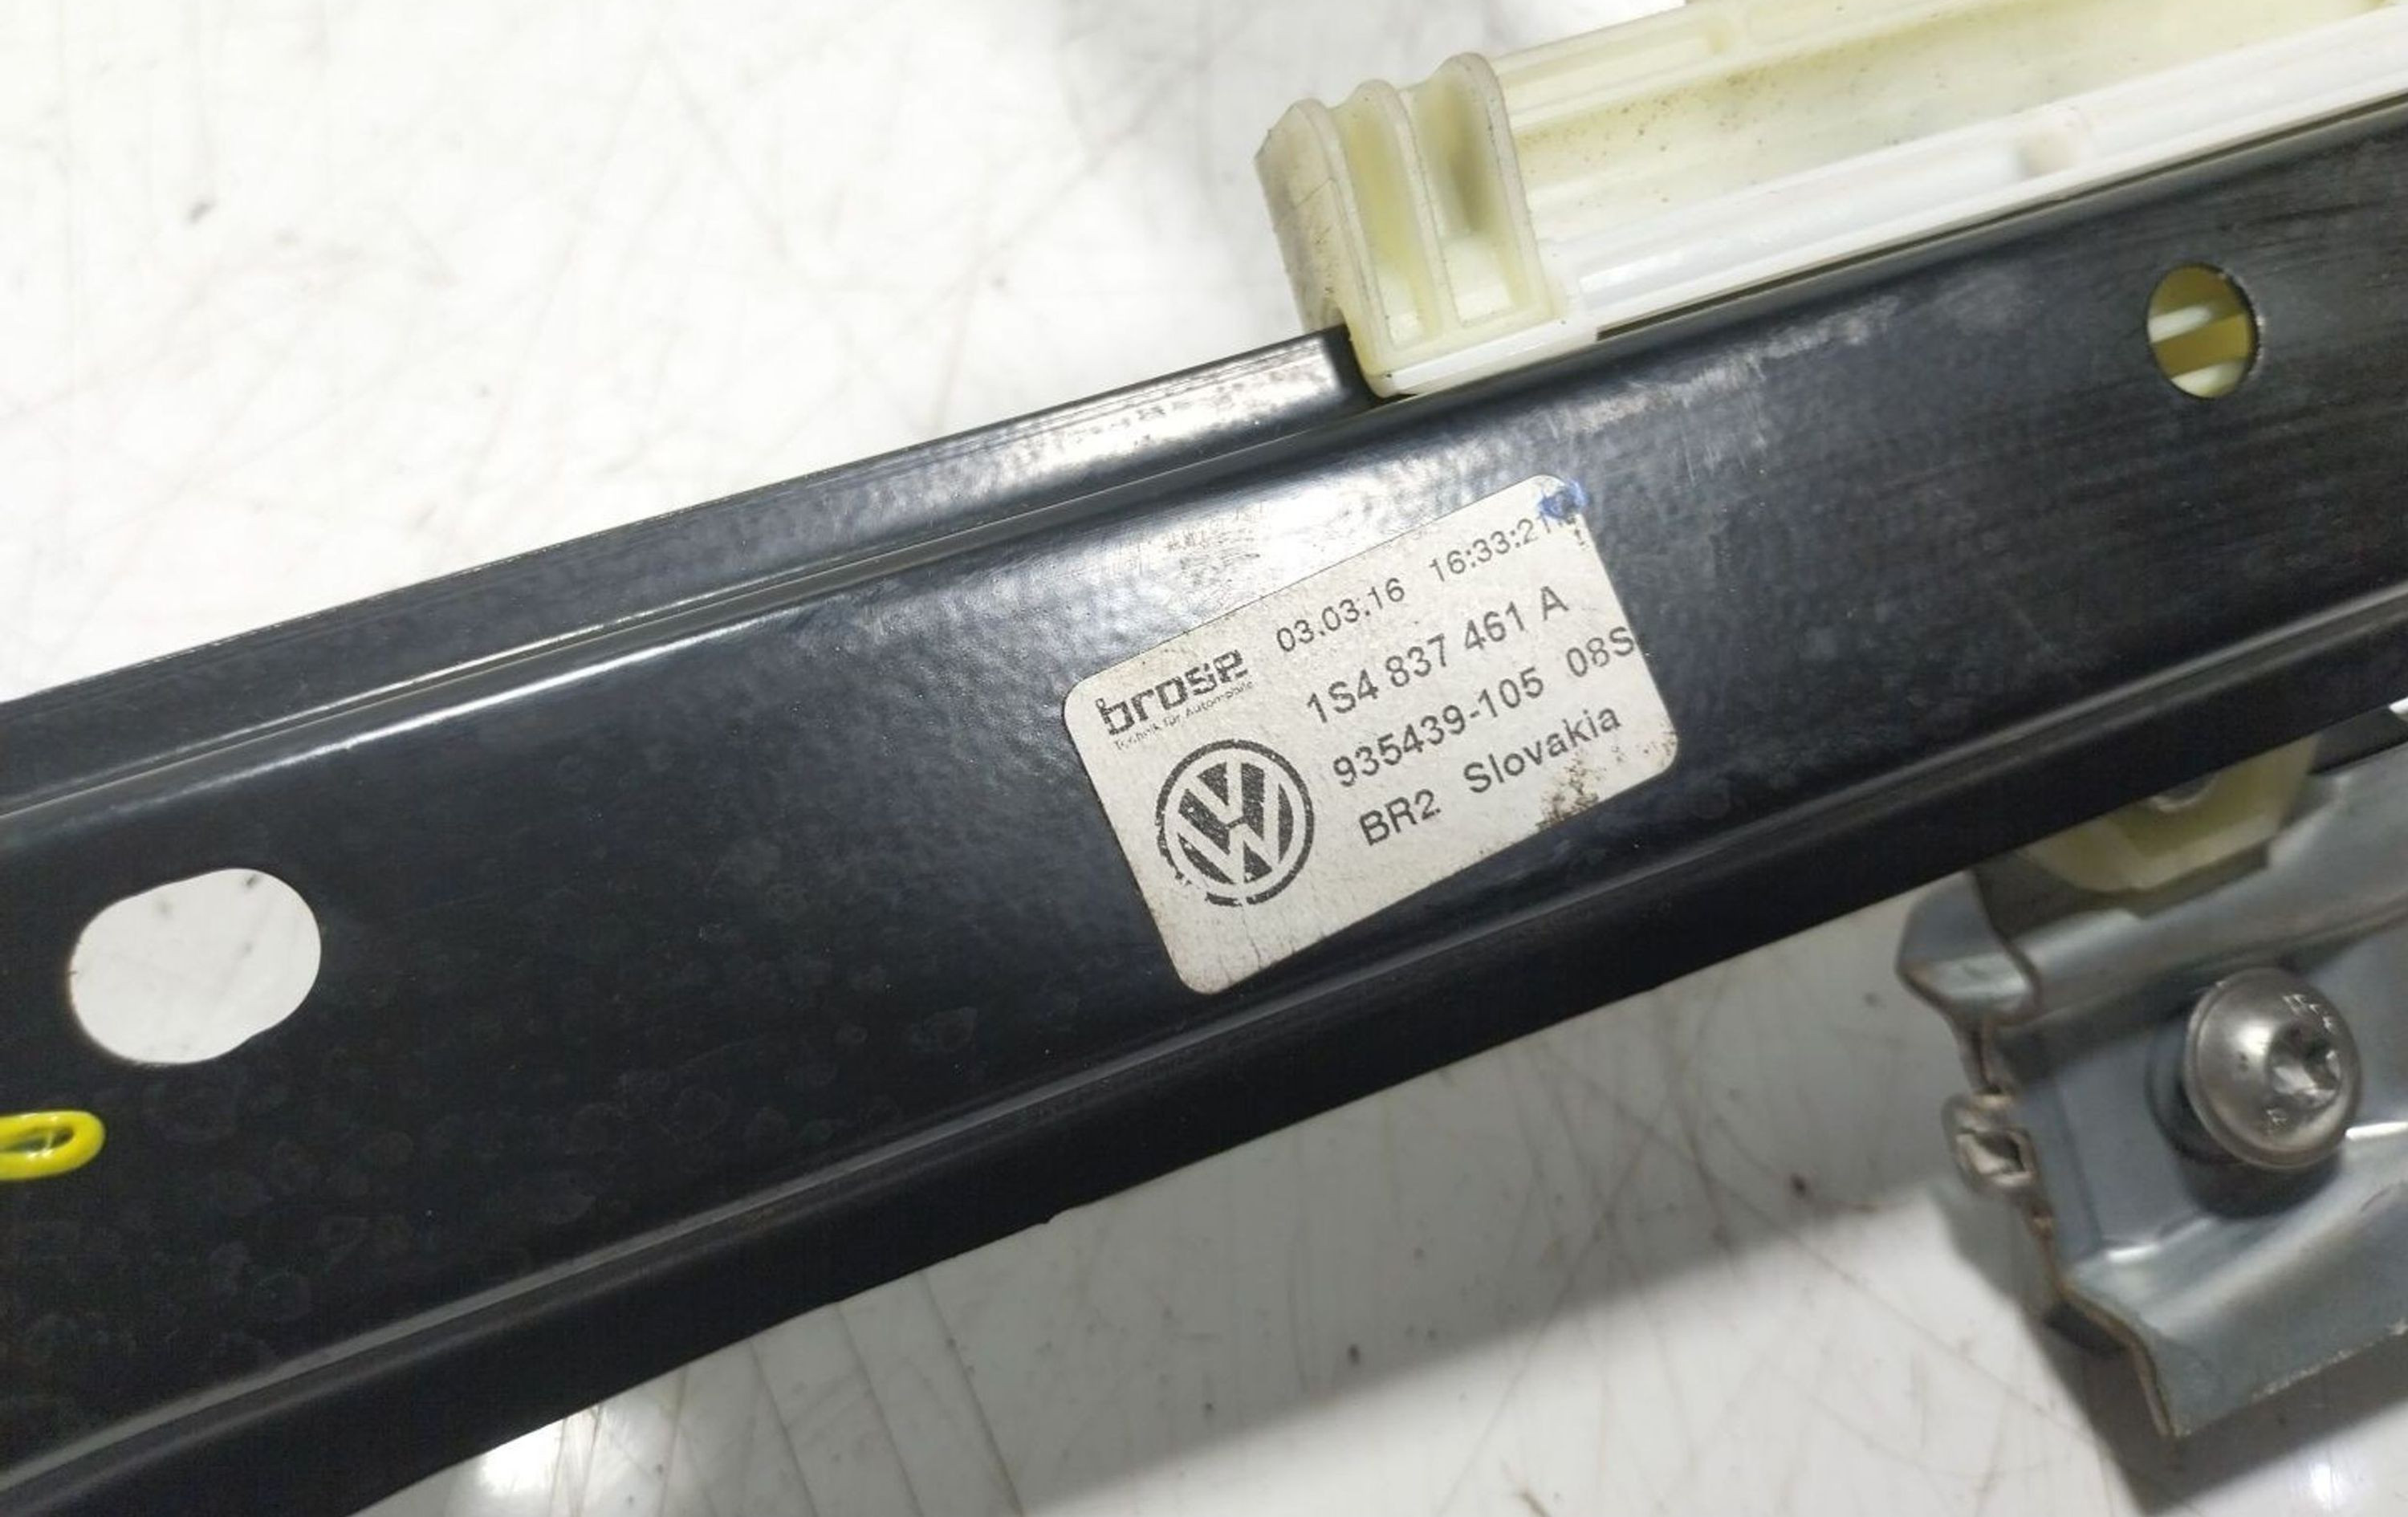 brose 03.03.16 16:33:21
Technik für Automobile
1S4 837 461 A
935439-105 08S
BR2 Slovakia